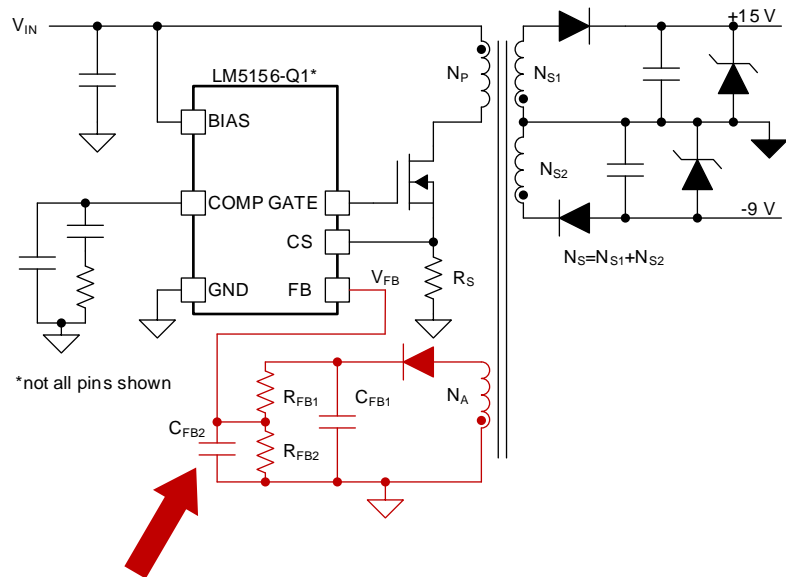 VIN
LM5156-Q1*
BIAS
COMP GATE
CS
GND FB
VFB
RS
NP
NS1
NS2
+15 V
-9 V
NS=NS1+NS2
*not all pins shown
RFB1
CFB1
NA
CFB2
RFB2